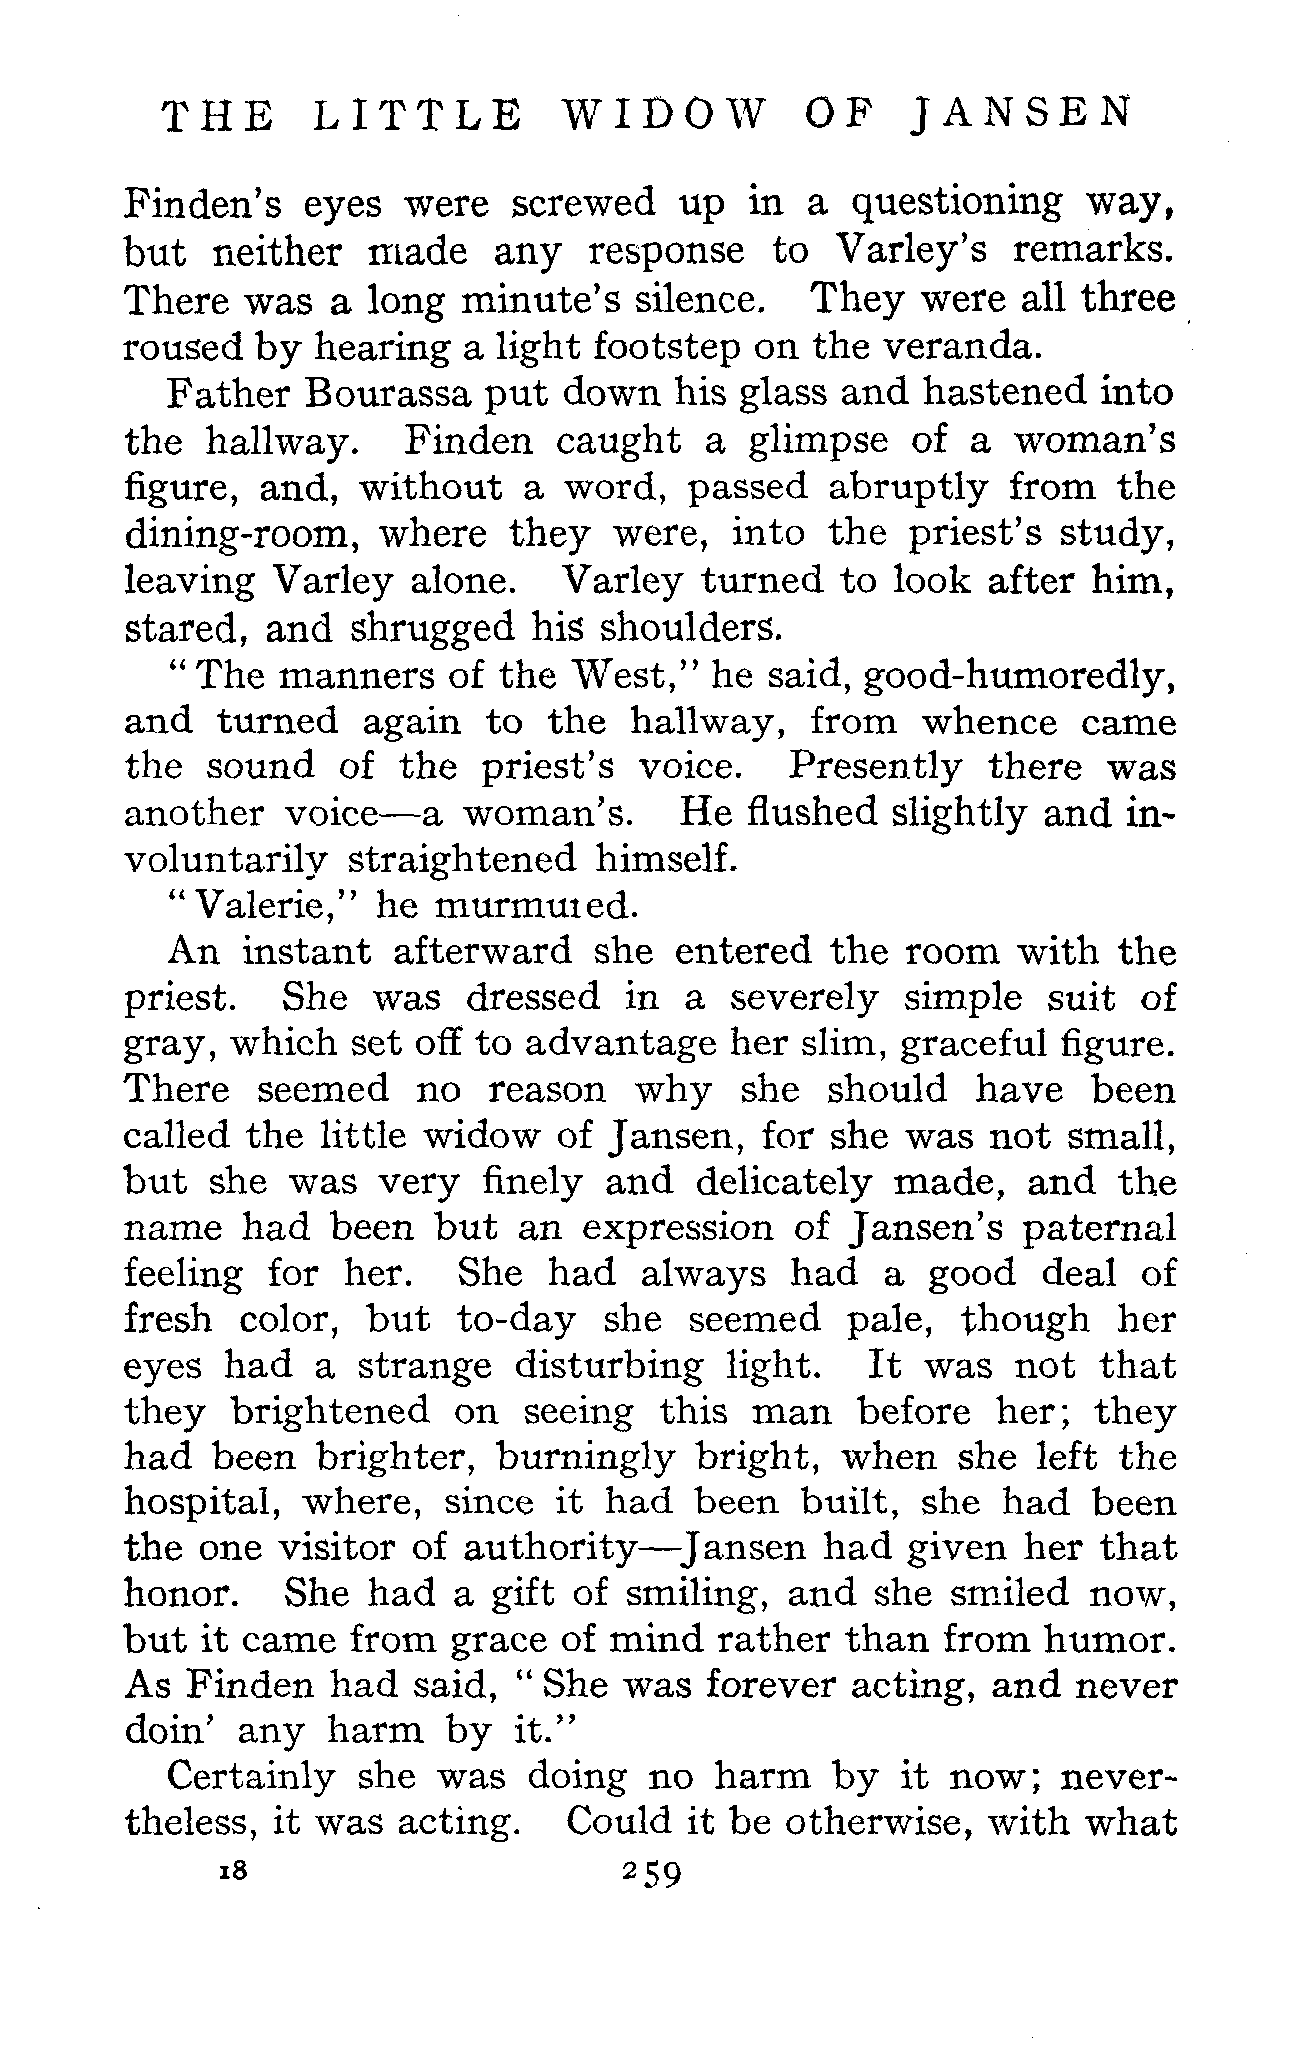 THE LITTLE WIDOW OF JANSEN
Finden's eyes were screwed up in a questioning way,
but neither made any response to Varley's remarks.
There was a long minute's silence. They were all three
roused by hearing a light footstep on the veranda.
Father Bourassa put down his glass and hastened into
the hallway. Finden caught a glimpse of a woman's
figure, and, without a word, passed abruptly from the
dining-room, where they were, into the priest's study,
leaving Varley alone. Varley turned to look after him,
stared, and shrugged his shoulders.
"The manners of the West," he said, good-humoredly,
and turned again to the hallway, from whence came
the sound of the priest's voice. Presently there was
another voice—a woman's. He flushed slightly and in-
voluntarily straightened himself.
"Valerie," he murmured.
An instant afterward she entered the room with the
priest. She was dressed in a severely simple suit of
gray, which set off to advantage her slim, graceful figure.
There seemed no reason why she should have been
called the little widow of Jansen, for she was not small,
but she was very finely and delicately made, and the
name had been but an expression of Jansen's paternal
feeling for her. She had always had a good deal of
fresh color, but to-day she seemed pale, though her
eyes had a strange disturbing light. It was not that
they brightened on seeing this man before her; they
had been brighter, burningly bright, when she left the
hospital, where, since it had been built, she had been
the one visitor of authority—Jansen had given her that
honor. She had a gift of smiling, and she smiled now,
but it came from grace of mind rather than from humor.
As Finden had said, "She was forever acting, and never
doin' any harm by it."
Certainly she was doing no harm by it now; never-
theless, it was acting. Could it be otherwise, with what
18 259